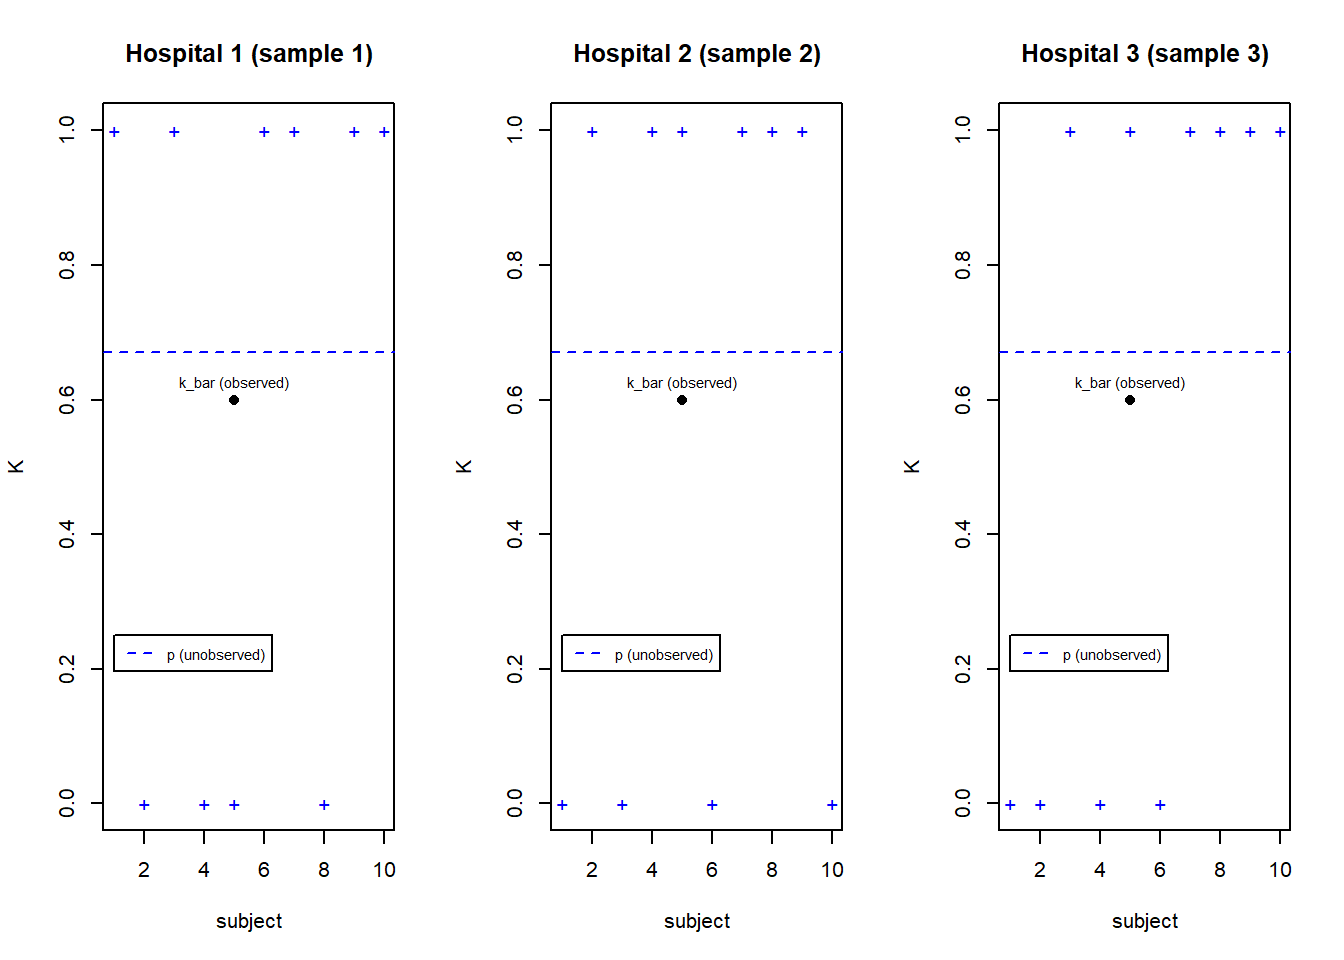 Hospital 1 (sample 1)
K
1.0
0.8
0.6
0.4
0.2
0.0
k_bar (observed)
p (unobserved)
2 4 6 8 10
subject
Hospital 2 (sample 2)
K
1.0
0.8
0.6
0.4
0.2
0.0
k_bar (observed)
p (unobserved)
2 4 6 8 10
subject
Hospital 3 (sample 3)
K
1.0
0.8
0.6
0.4
0.2
0.0
k_bar (observed)
p (unobserved)
2 4 6 8 10
subject